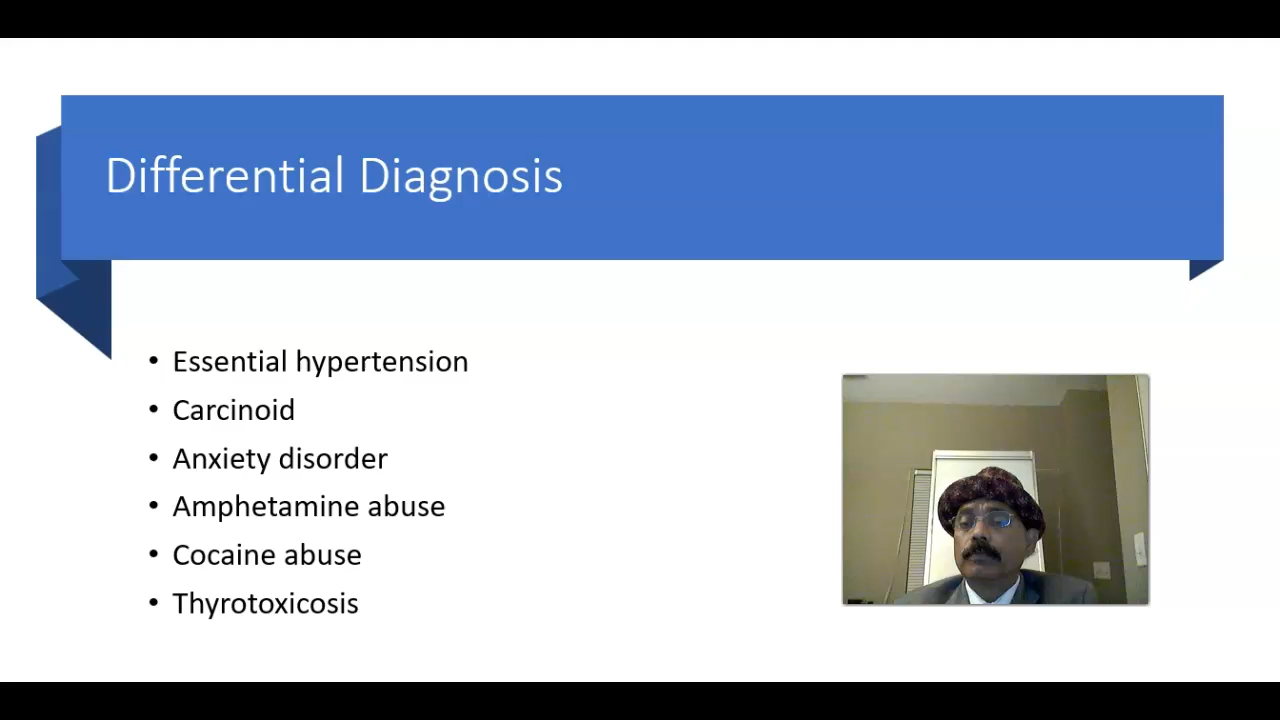 Differential Diagnosis
• Essential hypertension
• Carcinoid
• Anxiety disorder
• Amphetamine abuse
• Cocaine abuse
• Thyrotoxicosis